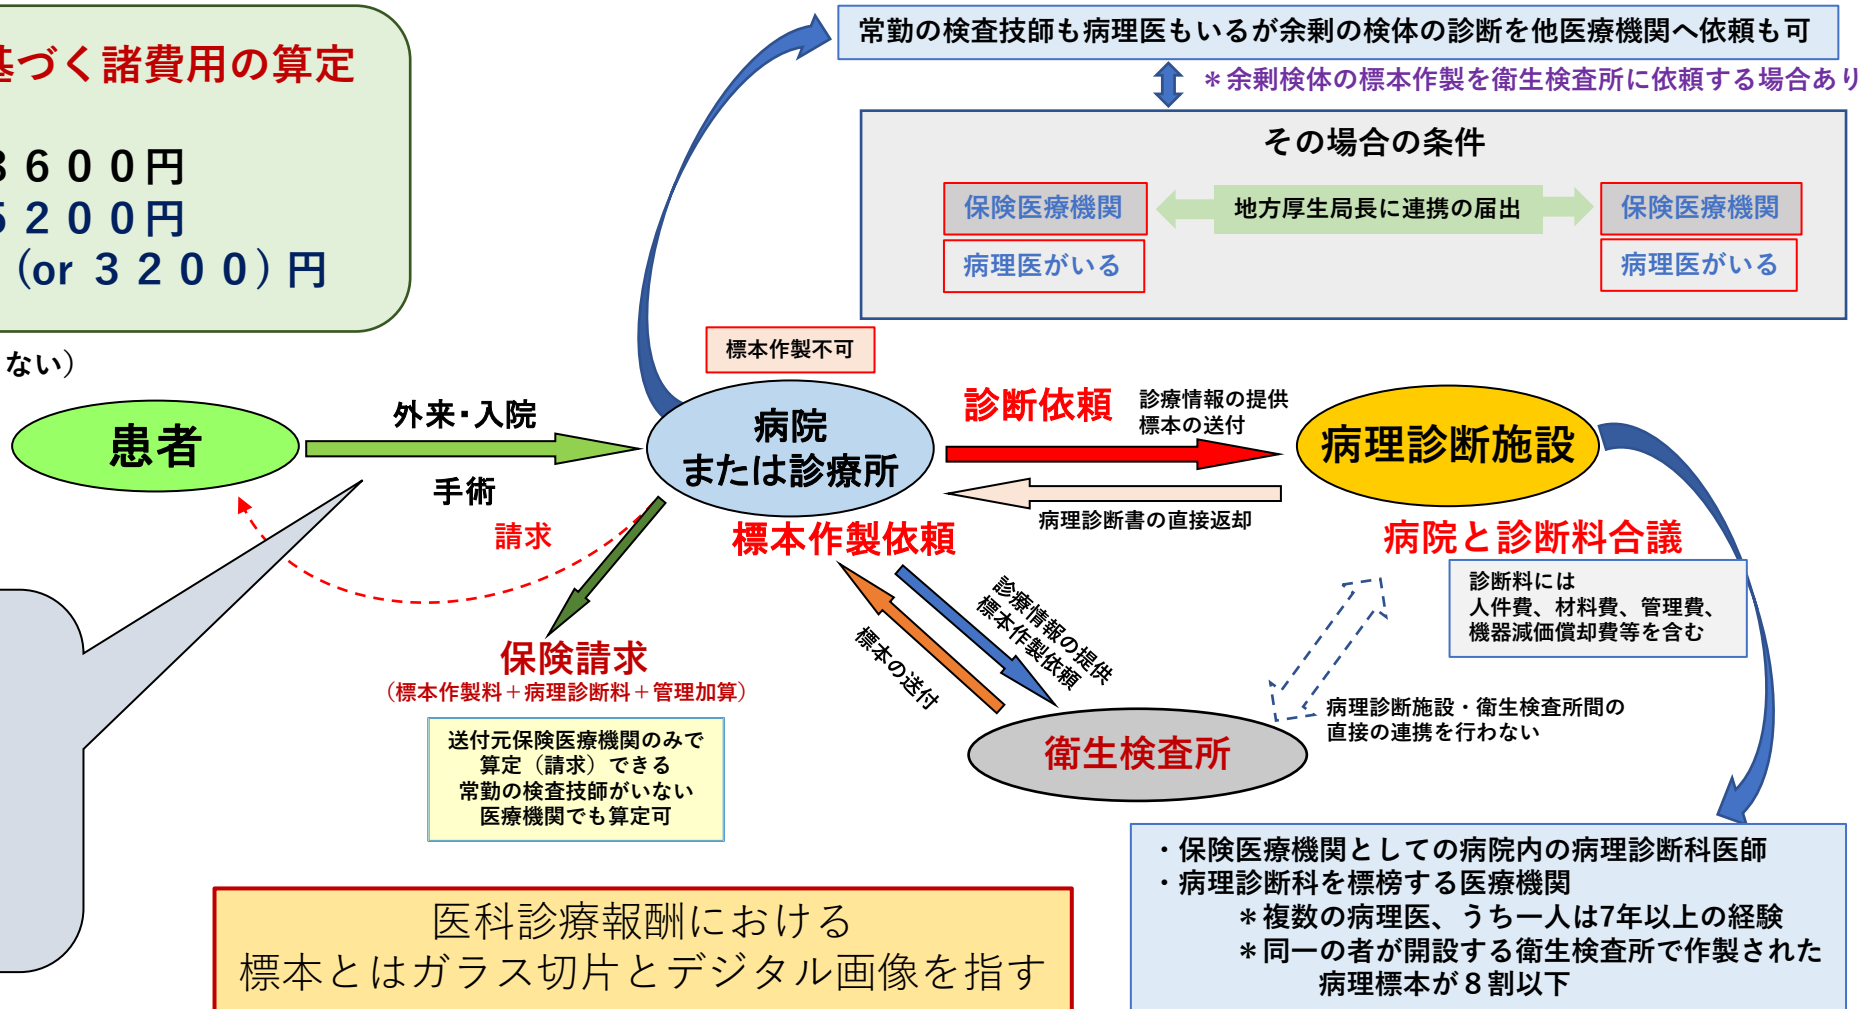 基づく諸費用の算定
８６００円
５２００円
（or ３２００）円
ない）
常勤の検査技師も病理医もいるが余剰の検体の診断を他医療機関へ依頼も可
＊余剰検体の標本作製を衛生検査所に依頼する場合あり
その場合の条件
保険医療機関
地方厚生局長に連携の届出
保険医療機関
病理医がいる
病理医がいる
標本作製不可
患者
外来・入院
手術
請求
病院
または診療所
診断依頼
診療情報の提供
標本の送付
病理診断書の直接返却
病理診断施設
病院と診断料合議
診断料には
人件費、材料費、管理費、
機器減価償却費等を含む
標本作製依頼
診療情報の提供
標本作製依頼
標本の送付
衛生検査所
病理診断施設・衛生検査所間の
直接の連携を行わない
保険請求
（標本作製料＋病理診断料＋管理加算）
送付元保険医療機関のみで
算定（請求）できる
常勤の検査技師がいない
医療機関でも算定可
医科診療報酬における
標本とはガラス切片とデジタル画像を指す
・保険医療機関としての病院内の病理診断科医師
・病理診断科を標榜する医療機関
＊複数の病理医、うち一人は7年以上の経験
＊同一の者が開設する衛生検査所で作製された
病理標本が８割以下